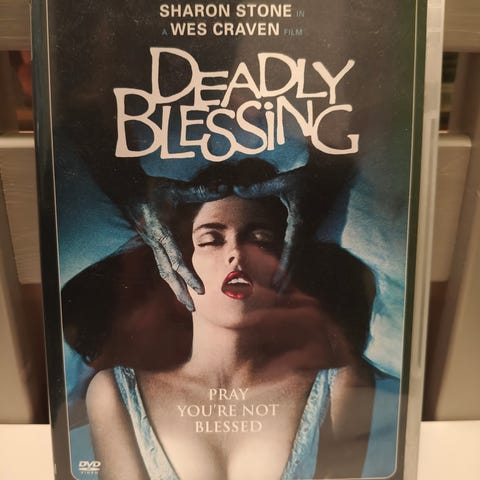 SHARON STONE IN
A WES CRAVEN FILM
DEADLY
BLESSING
PRAY
YOU'RE NOT
BLESSED
DVD
VIDEO